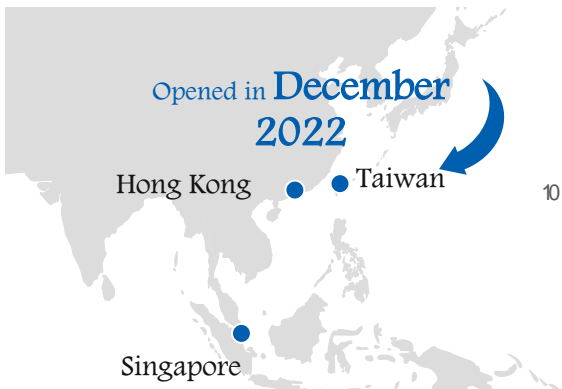 Opened in December
2022
Hong Kong
Taiwan
10
Singapore